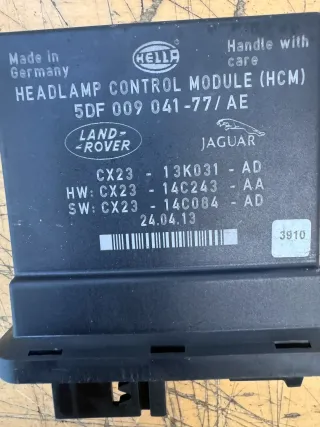 Made in
Germany
HELLA
Handle with
care
HEADLAMP CONTROL MODULE (HCM)
5DF 009 041-77/AE
LAND-
ROVER
JAGUAR
CX23 - 13K031 - AD
HW: CX23 - 14C243 - AA
SW: CX23 - 14C084 - AD
24.04.13
3910